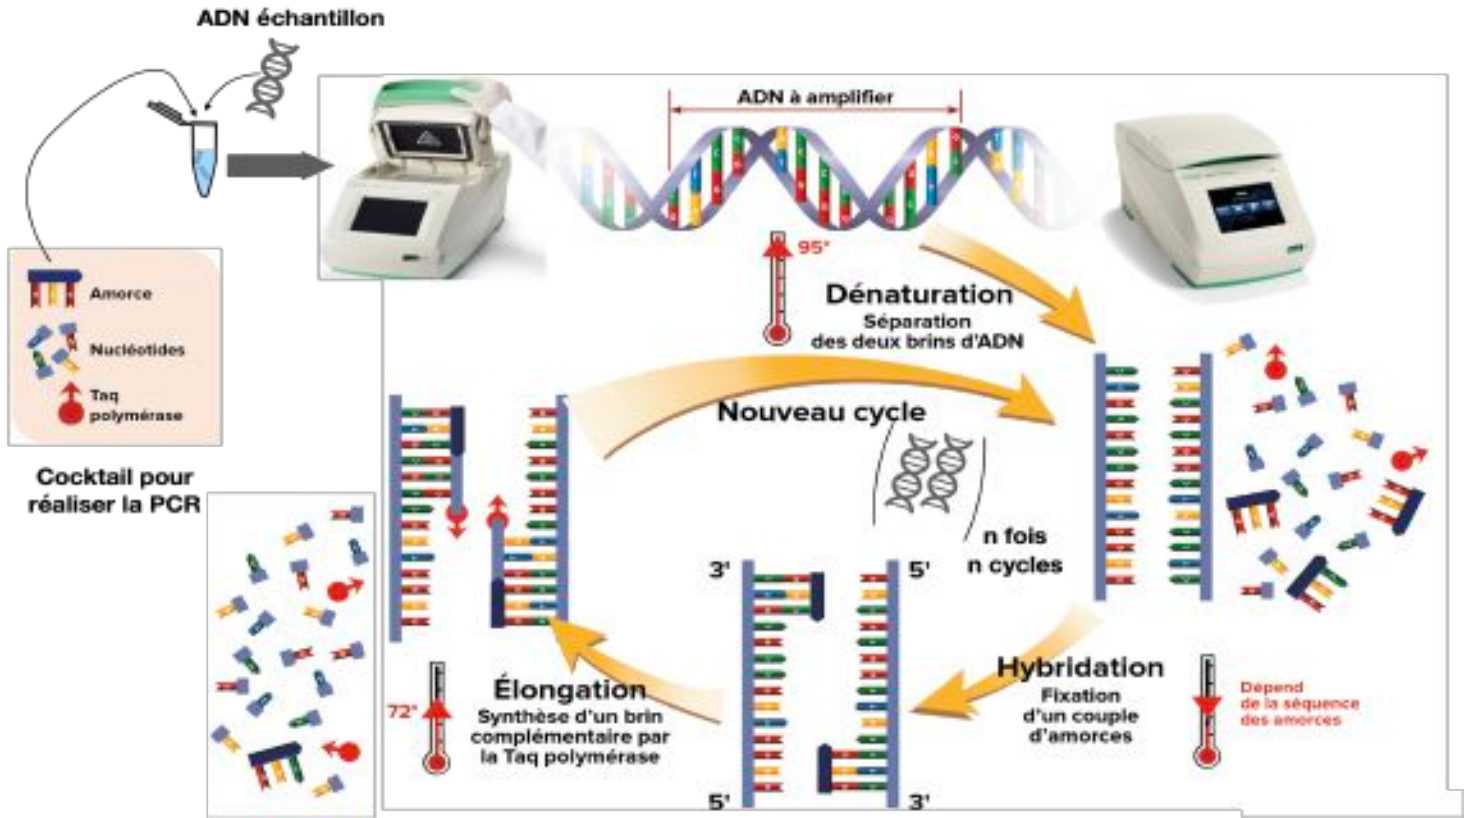 ADN échantillon
ADN à amplifier
95°
Dénaturation
Séparation
des deux brins d'ADN
Amorce
Nucléotides
Taq
polymérase
Cocktail pour
réaliser la PCR
Nouveau cycle
n fois
n cycles
3'
5'
Hybridation
Fixation
d'un couple
d'amorces
Dépend
de la séquence
des amorces
Élongation
Synthèse d'un brin
complémentaire par
la Taq polymérase
72°
5'
3'